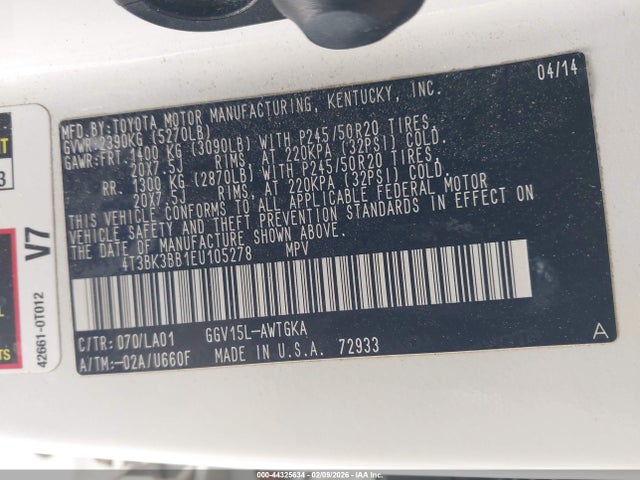 04/14
MFD.BY:TOYOTA MOTOR MANUFACTURING, KENTUCKY, INC.
GVWR:2390KG (5270LB)
GAWR:FRT. 1400 KG (3090LB) WITH P245/50R20 TIRES,
20X7.5J RIMS, AT 220KPA (32PSI) COLD.
RR. 1300 KG (2870LB) WITH P245/50R20 TIRES,
20X7.5J RIMS, AT 220KPA (32PSI) COLD.
THIS VEHICLE CONFORMS TO ALL APPLICABLE FEDERAL MOTOR
VEHICLE SAFETY AND THEFT PREVENTION STANDARDS IN EFFECT ON
THE DATE OF MANUFACTURE SHOWN ABOVE.
4T3BK3BB1EU105278 MPV
C/TR: 070/LA01 GGV15L-AWTGKA
A/TM:-02A/U660F MADE IN U.S.A. 72933
A
V7
42661-0T012
3
000-44325634 - 02/09/2026 - IAA Inc.